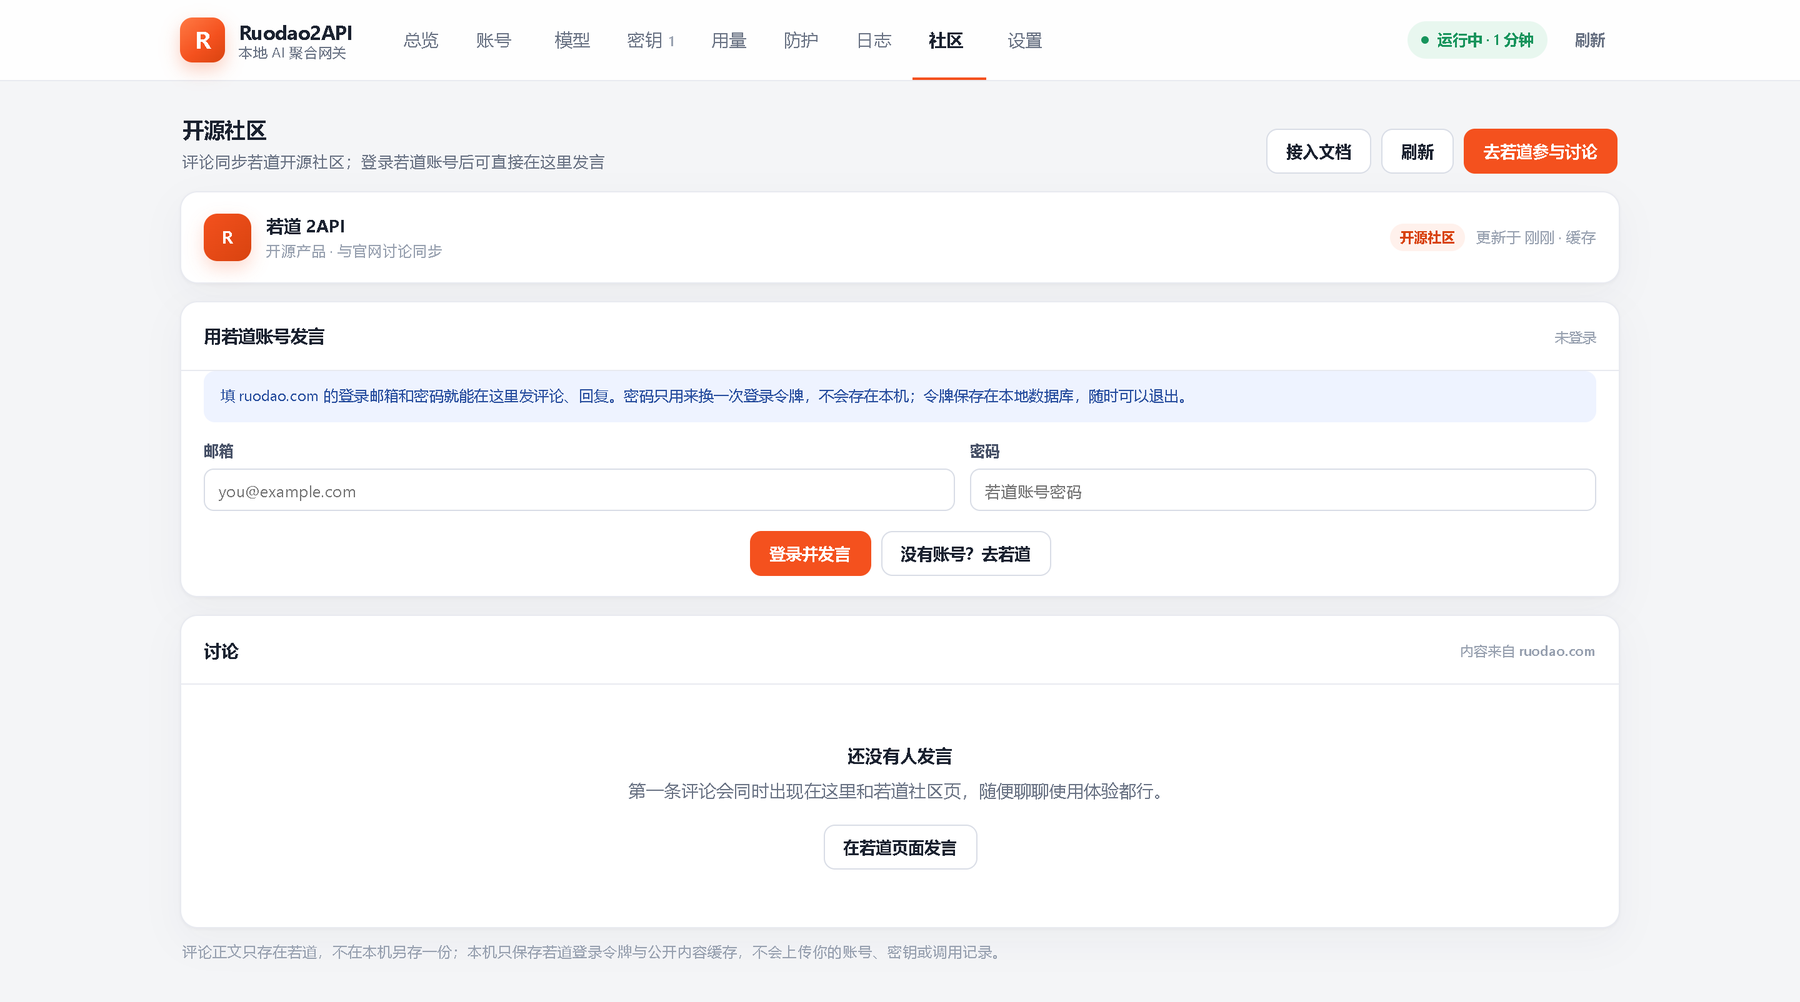 R
Ruodao2API
本地 AI 聚合网关
总览
账号
模型
密钥 1
用量
防护
日志
社区
设置
运行中 · 1 分钟
刷新
开源社区
评论同步若道开源社区；登录若道账号后可直接在这里发言
接入文档
刷新
去若道参与讨论
R
若道 2API
开源产品 · 与官网讨论同步
开源社区
更新于 刚刚 · 缓存
用若道账号发言
未登录
填 ruodao.com 的登录邮箱和密码就能在这里发评论、回复。密码只用来换一次登录令牌，不会存在本机；令牌保存在本地数据库，随时可以退出。
邮箱
密码
you@example.com
若道账号密码
登录并发言
没有账号？去若道
讨论
内容来自 ruodao.com
还没有人发言
第一条评论会同时出现在这里和若道社区页，随便聊聊使用体验都行。
在若道页面发言
评论正文只存在若道，不在本机另存一份；本机只保存若道登录令牌与公开内容缓存，不会上传你的账号、密钥或调用记录。